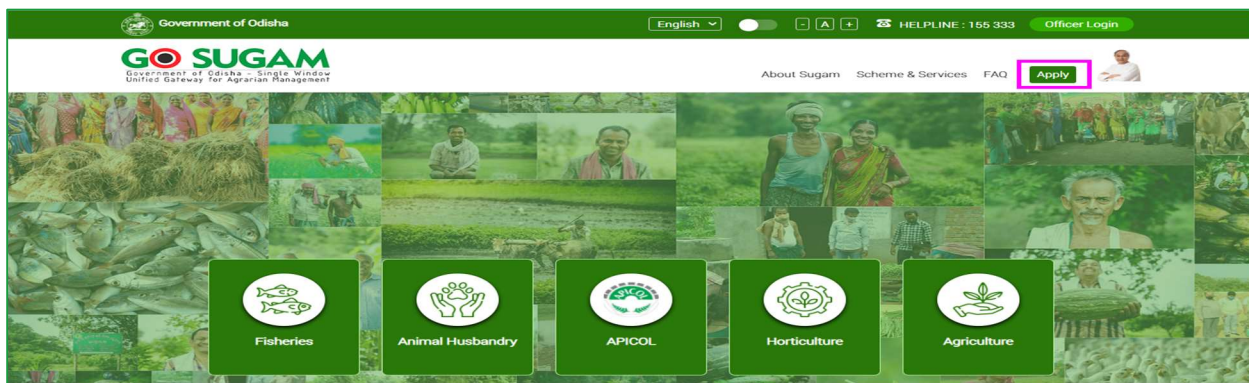 Government of Odisha
English
- A +
HELPLINE : 155 333
Officer Login
GO SUGAM
Government of Odisha - Single Window
Unified Gateway for Agrarian Management
About Sugam
Scheme & Services
FAQ
Apply
Fisheries
Animal Husbandry
APICOL
APICOL
Horticulture
Agriculture